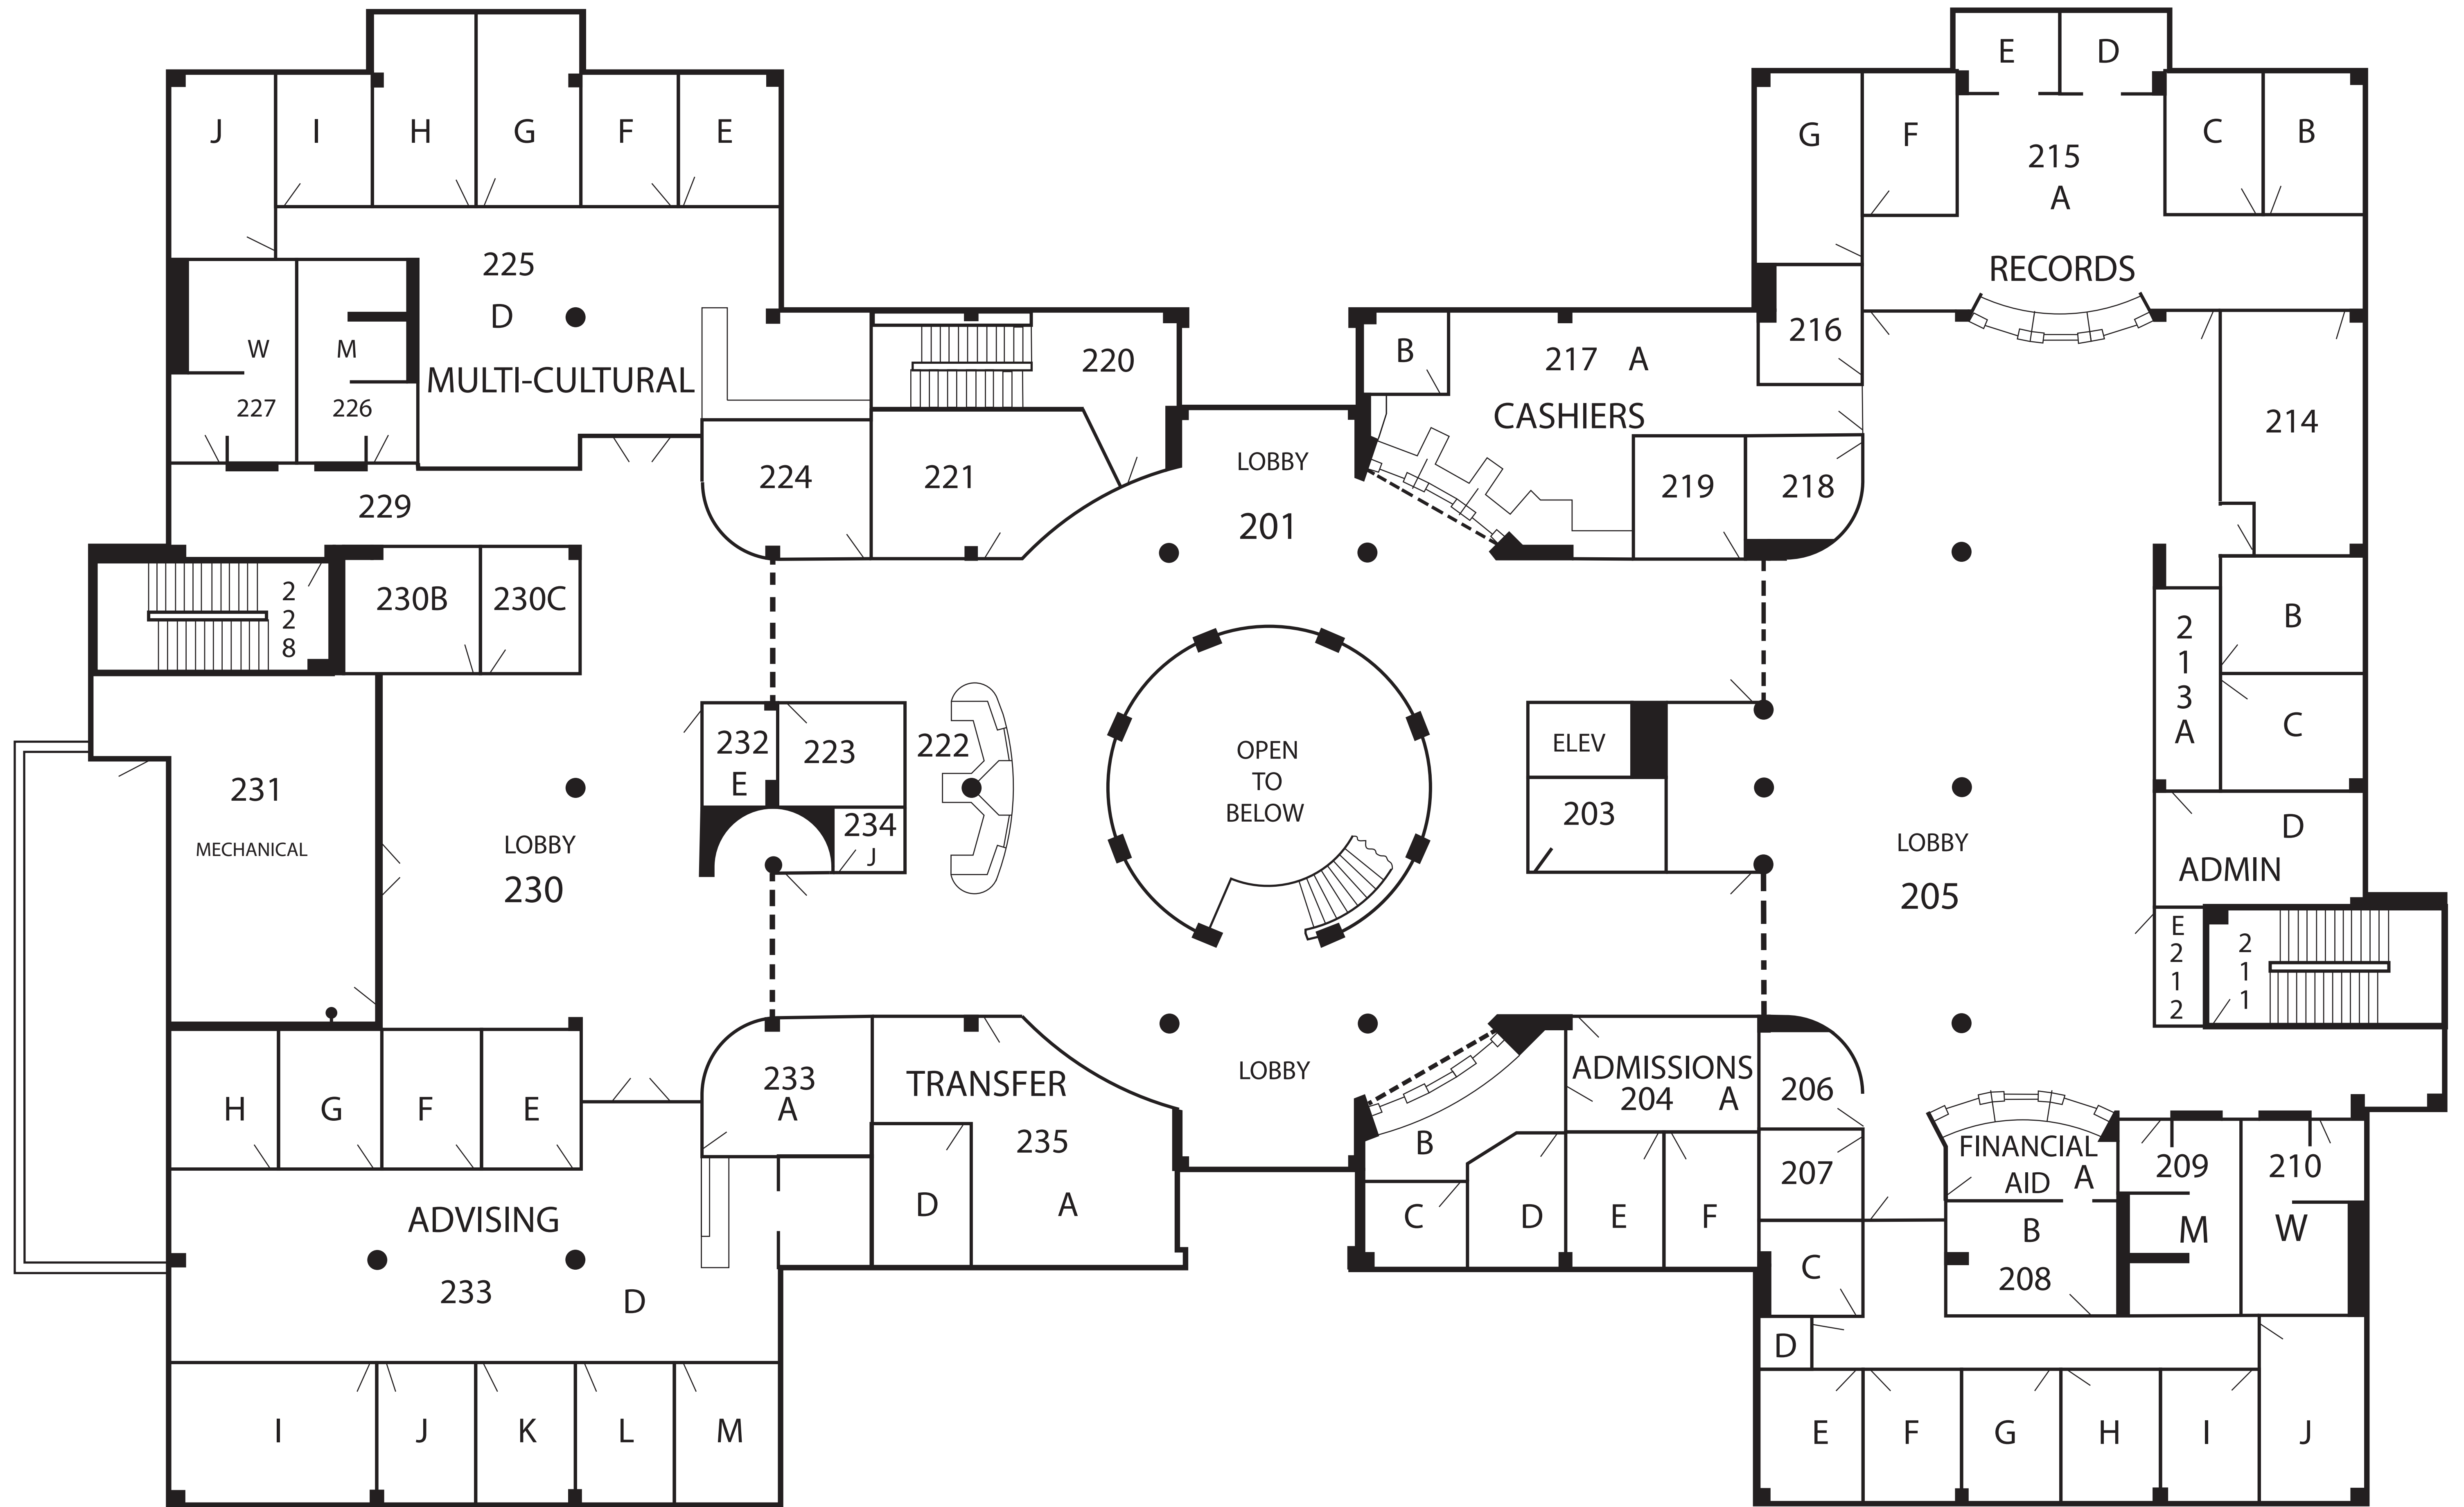 J
I
H
G
F
E
225
D
MULTI-CULTURAL
W
227
M
226
229
224
221
220
LOBBY
201
B
217 A
CASHIERS
219
218
216
G
F
E
D
C
B
215
A
RECORDS
214
2
2
8
230B
230C
231
MECHANICAL
LOBBY
230
232
E
223
234
J
222
OPEN
TO
BELOW
ELEV
203
LOBBY
205
2
1
3
A
B
C
D
ADMIN
E
2
1
2
2
1
1
H
G
F
E
ADVISING
233
D
I
J
K
L
M
233
A
TRANSFER
235
D
A
LOBBY
B
C
D
E
F
ADMISSIONS
204 A
206
207
C
D
FINANCIAL
AID A
B
208
209
M
210
W
E
F
G
H
I
J